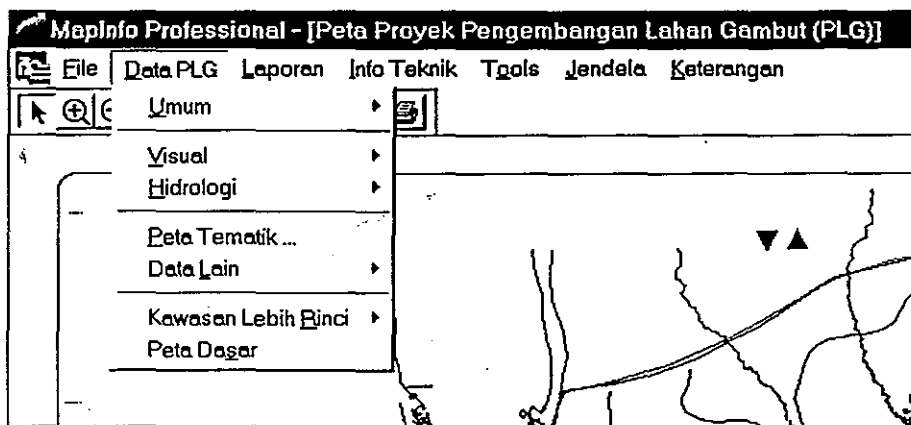 MapInfo Professional - [Peta Proyek Pengembangan Lahan Gambut (PLG)]
File Data PLG Laporan Info Teknik Tools Jendela Keterangan
Umum
Visual
Hidrologi
Peta Tematik ...
Data Lain
Kawasan Lebih Rinci
Peta Dasar